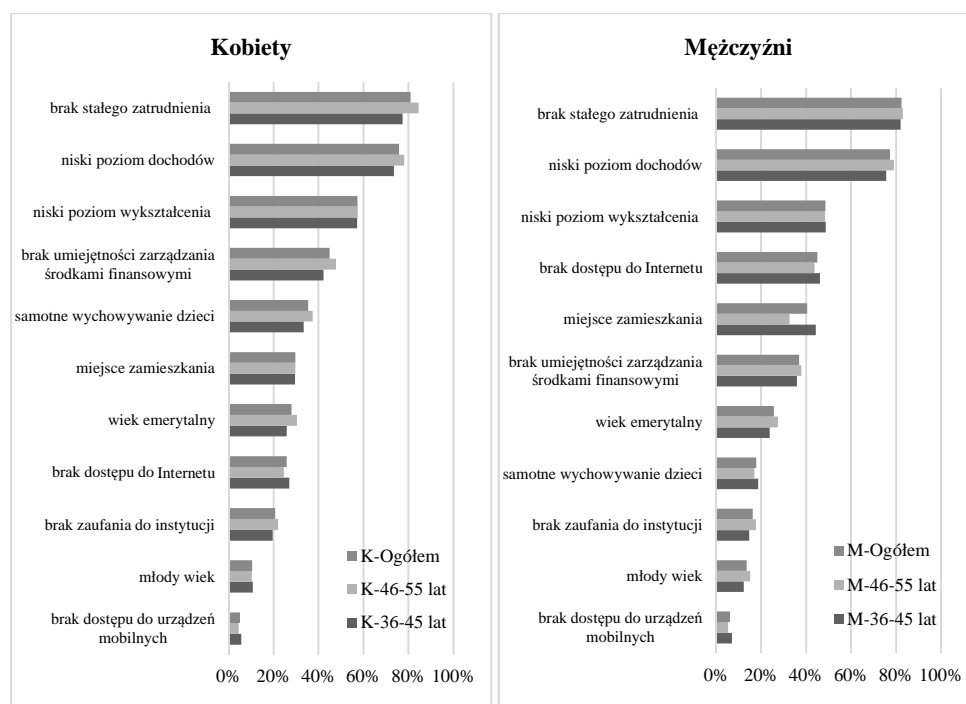 Kobiety
brak stałego zatrudnienia
niski poziom dochodów
niski poziom wykształcenia
brak umiejętności zarządzania
środkami finansowymi
samotne wychowywanie dzieci
miejsce zamieszkania
wiek emerytalny
brak dostępu do Internetu
brak zaufania do instytucji
młody wiek
brak dostępu do urządzeń
mobilnych
K-Ogółem
K-46-55 lat
K-36-45 lat
0% 20% 40% 60% 80% 100%
Mężczyźni
brak stałego zatrudnienia
niski poziom dochodów
niski poziom wykształcenia
brak dostępu do Internetu
miejsce zamieszkania
brak umiejętności zarządzania
środkami finansowymi
wiek emerytalny
samotne wychowywanie dzieci
brak zaufania do instytucji
młody wiek
brak dostępu do urządzeń
mobilnych
M-Ogółem
M-46-55 lat
M-36-45 lat
0% 20% 40% 60% 80% 100%